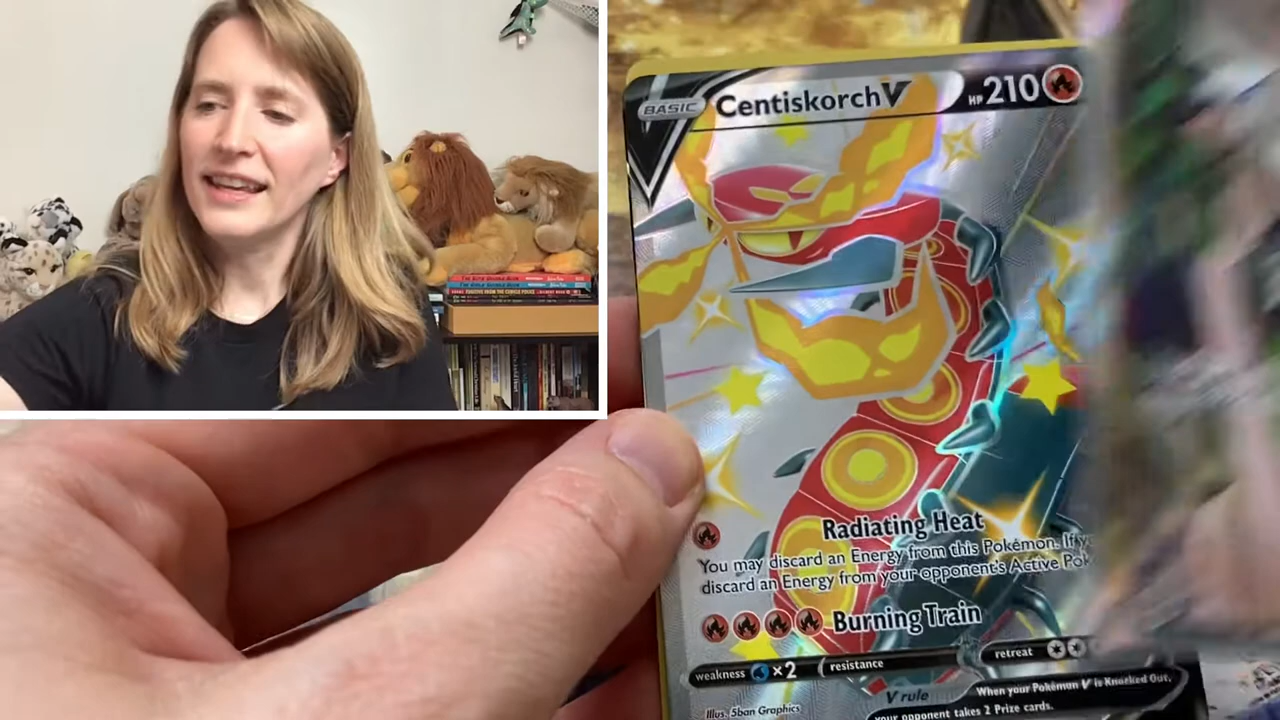 BASIC CentiskorchV HP 210
Radiating Heat
You may discard an Energy from this Pokémon. If y
discard an Energy from your opponent's Active Pok
Burning Train
weakness ×2 resistance retreat
V rule When your Pokémon V is Knocked Out,
your opponent takes 2 Prize cards.
Illus. 5ban Graphics